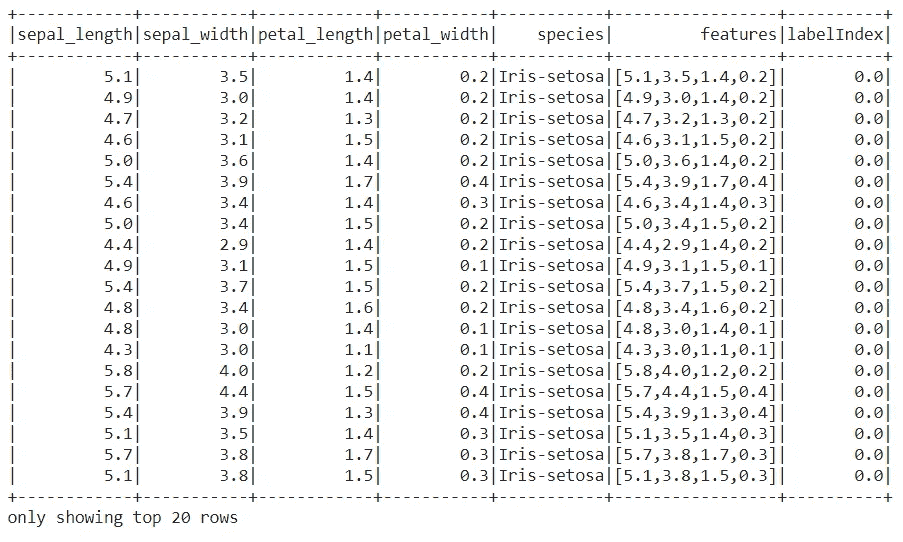 +------------+-----------+------------+-----------+-----------+-----------------+----------+
|sepal_length|sepal_width|petal_length|petal_width|    species|         features|labelIndex|
+------------+-----------+------------+-----------+-----------+-----------------+----------+
|         5.1|        3.5|         1.4|        0.2|Iris-setosa|[5.1,3.5,1.4,0.2]|       0.0|
|         4.9|        3.0|         1.4|        0.2|Iris-setosa|[4.9,3.0,1.4,0.2]|       0.0|
|         4.7|        3.2|         1.3|        0.2|Iris-setosa|[4.7,3.2,1.3,0.2]|       0.0|
|         4.6|        3.1|         1.5|        0.2|Iris-setosa|[4.6,3.1,1.5,0.2]|       0.0|
|         5.0|        3.6|         1.4|        0.2|Iris-setosa|[5.0,3.6,1.4,0.2]|       0.0|
|         5.4|        3.9|         1.7|        0.4|Iris-setosa|[5.4,3.9,1.7,0.4]|       0.0|
|         4.6|        3.4|         1.4|        0.3|Iris-setosa|[4.6,3.4,1.4,0.3]|       0.0|
|         5.0|        3.4|         1.5|        0.2|Iris-setosa|[5.0,3.4,1.5,0.2]|       0.0|
|         4.4|        2.9|         1.4|        0.2|Iris-setosa|[4.4,2.9,1.4,0.2]|       0.0|
|         4.9|        3.1|         1.5|        0.1|Iris-setosa|[4.9,3.1,1.5,0.1]|       0.0|
|         5.4|        3.7|         1.5|        0.2|Iris-setosa|[5.4,3.7,1.5,0.2]|       0.0|
|         4.8|        3.4|         1.6|        0.2|Iris-setosa|[4.8,3.4,1.6,0.2]|       0.0|
|         4.8|        3.0|         1.4|        0.1|Iris-setosa|[4.8,3.0,1.4,0.1]|       0.0|
|         4.3|        3.0|         1.1|        0.1|Iris-setosa|[4.3,3.0,1.1,0.1]|       0.0|
|         5.8|        4.0|         1.2|        0.2|Iris-setosa|[5.8,4.0,1.2,0.2]|       0.0|
|         5.7|        4.4|         1.5|        0.4|Iris-setosa|[5.7,4.4,1.5,0.4]|       0.0|
|         5.4|        3.9|         1.3|        0.4|Iris-setosa|[5.4,3.9,1.3,0.4]|       0.0|
|         5.1|        3.5|         1.4|        0.3|Iris-setosa|[5.1,3.5,1.4,0.3]|       0.0|
|         5.7|        3.8|         1.7|        0.3|Iris-setosa|[5.7,3.8,1.7,0.3]|       0.0|
|         5.1|        3.8|         1.5|        0.3|Iris-setosa|[5.1,3.8,1.5,0.3]|       0.0|
+------------+-----------+------------+-----------+-----------+-----------------+----------+
only showing top 20 rows